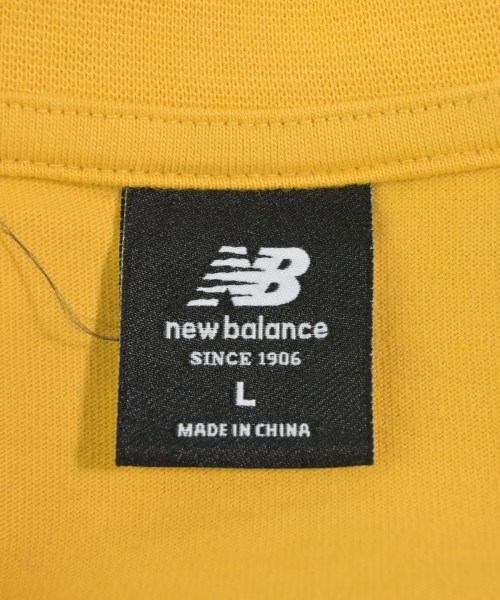 NB
new balance
SINCE 1906
L
MADE IN CHINA